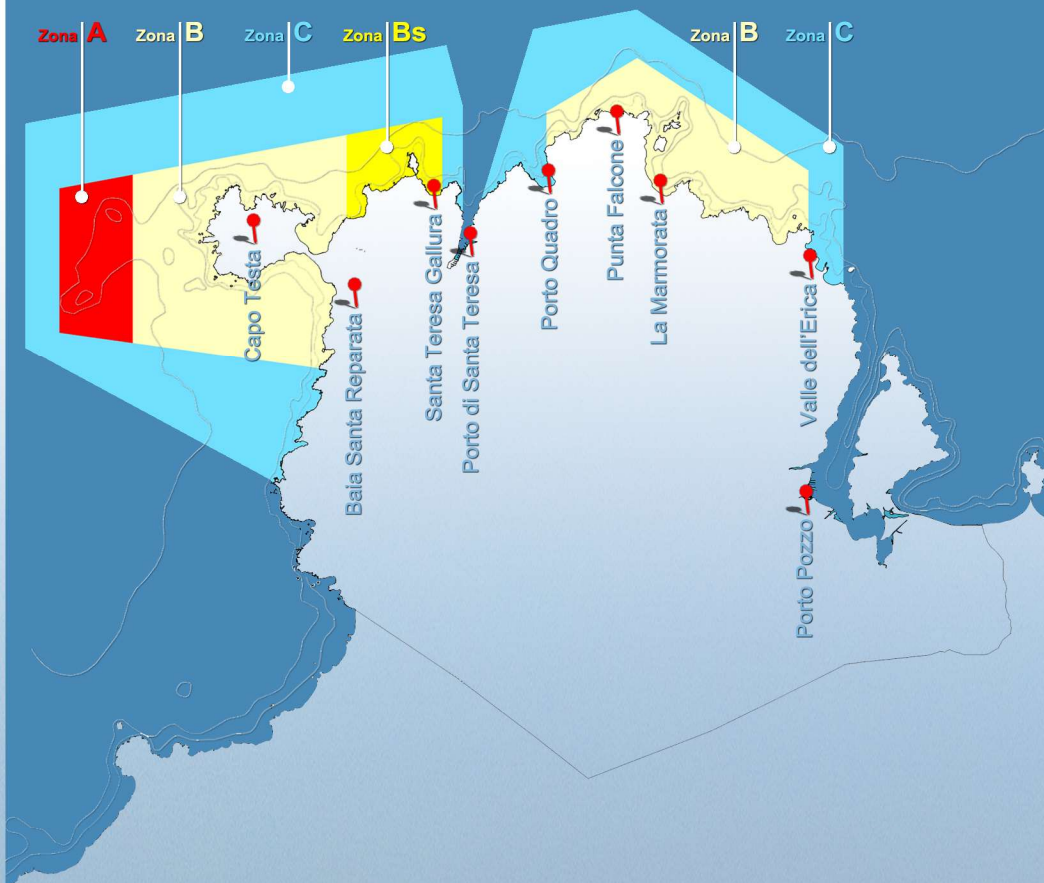 Zona A
Zona B
Zona C
Zona Bs
Zona B
Zona C
Capo Testa
Baia Santa Reparata
Santa Teresa Gallura
Porto di Santa Teresa
Porto Quadro
Punta Falcone
La Marmorata
Valle dell'Erica
Porto Pozzo